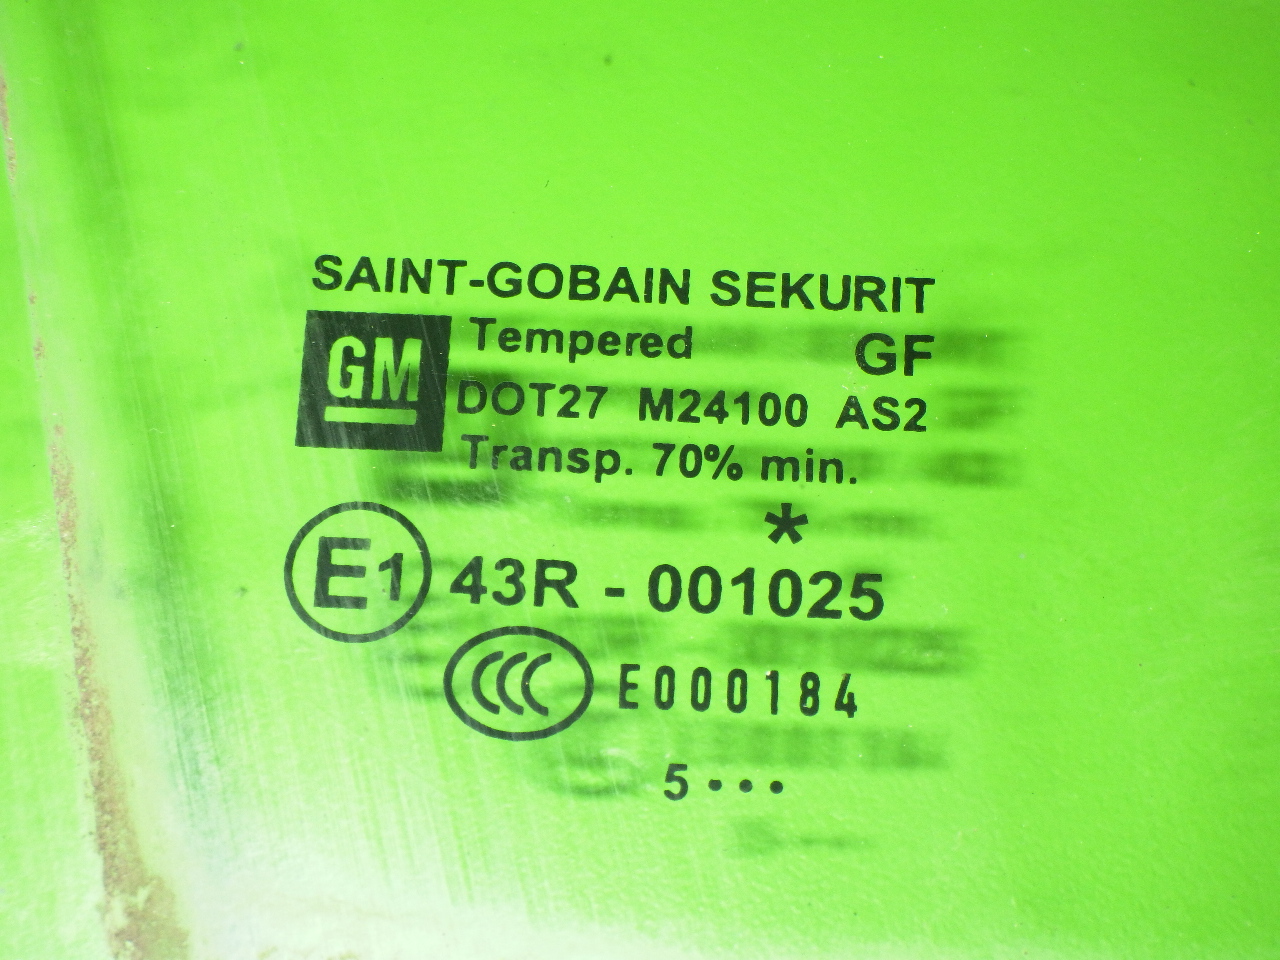 SAINT-GOBAIN SEKURIT
GM
Tempered GF
DOT27 M24100 AS2
Transp. 70% min.
*
E1 43R - 001025
CCC E000184
5 • • •